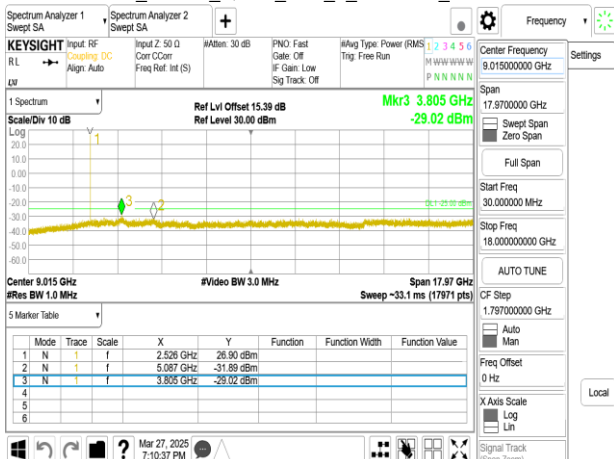 Spectrum Analyzer 1
Swept SA
Spectrum Analyzer 2
Swept SA
+
Frequency
KEYSIGHT
Input: RF
Coupling: DC
Align: Auto
Input Z: 50 Ω
Corr CCorr
Freq Ref: Int (S)
#Atten: 30 dB
PNO: Fast
Gate: Off
IF Gain: Low
Sig Track: Off
#Avg Type: Power (RMS
Trig: Free Run
1 2 3 4 5 6
M W W W W W
P N N N N N
RL
Center Frequency
9.015000000 GHz
Settings
1 Spectrum
Scale/Div 10 dB
Ref Lvl Offset 15.39 dB
Ref Level 30.00 dBm
Mkr3 3.805 GHz
-29.02 dBm
Span
17.9700000 GHz
Swept Span
Zero Span
Full Span
Log
20.0
10.0
0.00
-10.0
-20.0
-30.0
-40.0
-50.0
-60.0
1
3
2
DL1 -25.00 dBm
Start Freq
30.000000 MHz
Stop Freq
18.000000000 GHz
AUTO TUNE
Center 9.015 GHz
#Video BW 3.0 MHz
Span 17.97 GHz
#Res BW 1.0 MHz
Sweep ~33.1 ms (17971 pts)
CF Step
1.797000000 GHz
Auto
Man
5 Marker Table
Mode Trace Scale X Y Function Function Width Function Value
1 N 1 f 2.526 GHz 26.90 dBm
2 N 1 f 5.087 GHz -31.89 dBm
3 N 1 f 3.805 GHz -29.02 dBm
4
5
6
Freq Offset
0 Hz
X Axis Scale
Log
Lin
Local
Signal Track
Mar 27, 2025
7:10:37 PM
?